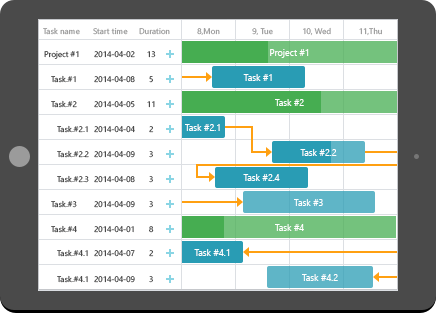 Task name Start time Duration 8,Mon 9, Tue 10, Wed 11,Thu
Project #1 2014-04-02 13 + Project #1
Task.#1 2014-04-08 5 + Task #1
Task.#2 2014-04-05 11 + Task #2
Task.#2.1 2014-04-04 2 + Task #2.1
Task.#2.2 2014-04-09 3 + Task #2.2
Task.#2.3 2014-04-08 3 + Task #2.4
Task.#3 2014-04-09 3 + Task #3
Task.#4 2014-04-01 8 + Task #4
Task.#4.1 2014-04-07 2 + Task #4.1
Task.#4.1 2014-04-09 3 + Task #4.2